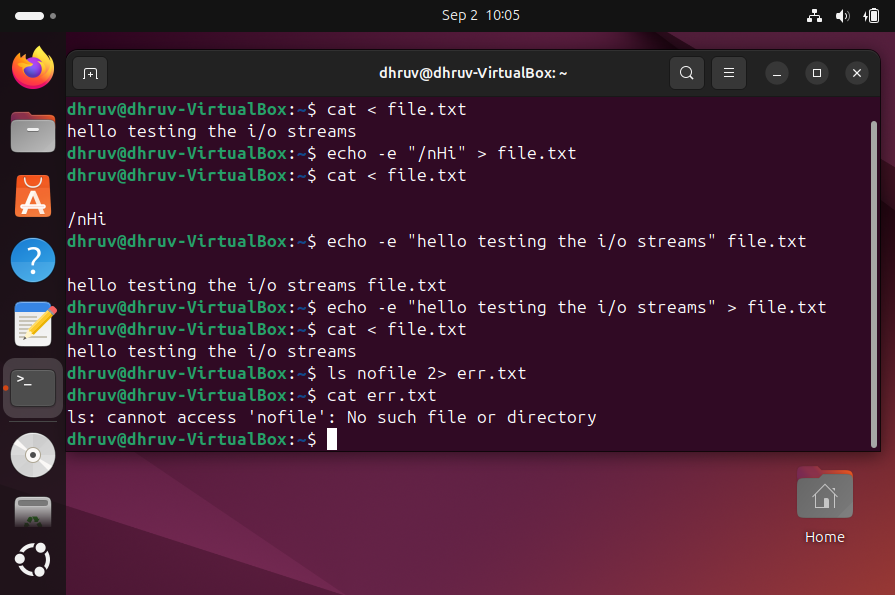 Sep 2 10:05
dhruv@dhruv-VirtualBox: ~
dhruv@dhruv-VirtualBox:~$ cat < file.txt
hello testing the i/o streams
dhruv@dhruv-VirtualBox:~$ echo -e "/nHi" > file.txt
dhruv@dhruv-VirtualBox:~$ cat < file.txt
/nHi
dhruv@dhruv-VirtualBox:~$ echo -e "hello testing the i/o streams" file.txt
hello testing the i/o streams file.txt
dhruv@dhruv-VirtualBox:~$ echo -e "hello testing the i/o streams" > file.txt
dhruv@dhruv-VirtualBox:~$ cat < file.txt
hello testing the i/o streams
dhruv@dhruv-VirtualBox:~$ ls nofile 2> err.txt
dhruv@dhruv-VirtualBox:~$ cat err.txt
ls: cannot access 'nofile': No such file or directory
dhruv@dhruv-VirtualBox:~$
Home